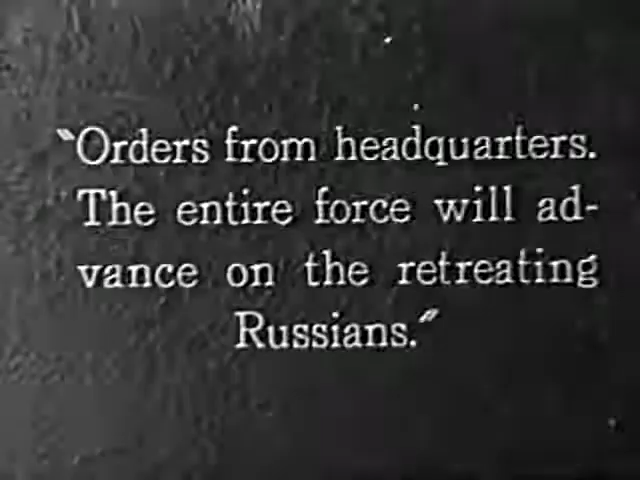 "Orders from headquarters.
The entire force will ad-
vance on the retreating
Russians."